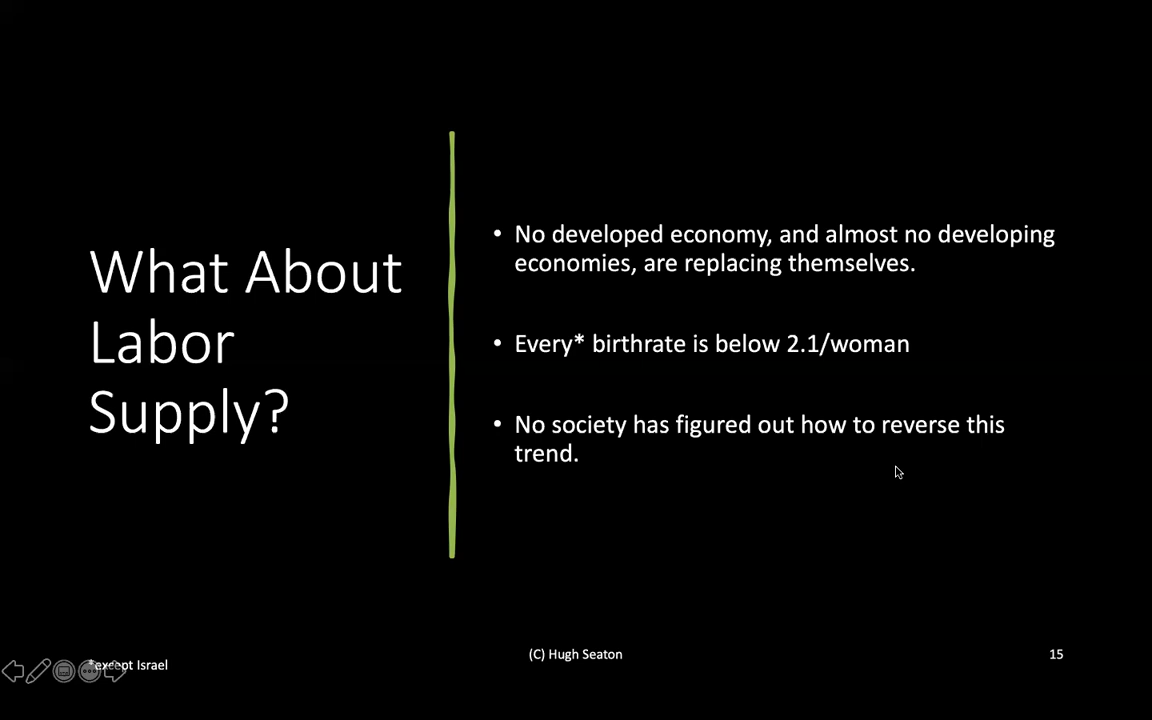 What About
Labor
Supply?
• No developed economy, and almost no developing
economies, are replacing themselves.
• Every* birthrate is below 2.1/woman
• No society has figured out how to reverse this
trend.
*except Israel
(C) Hugh Seaton
15